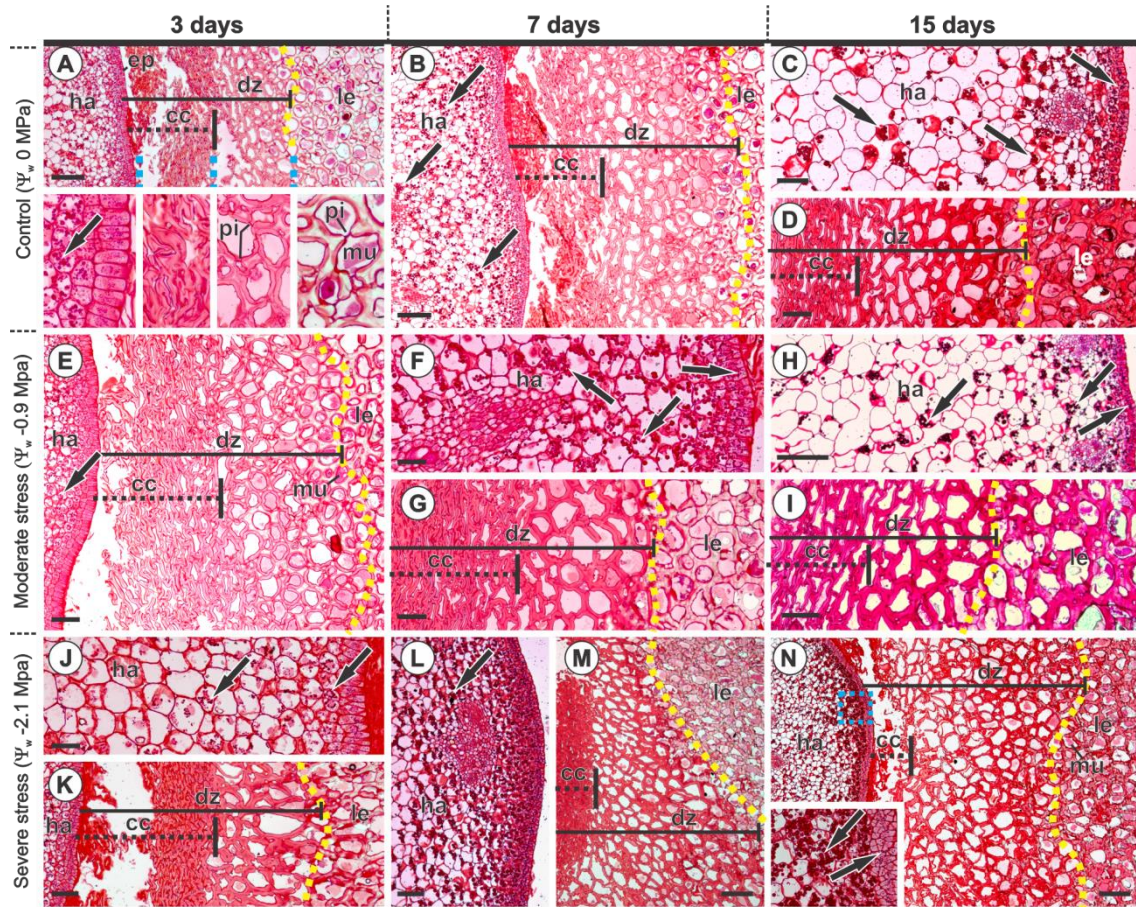 3 days
7 days
15 days
Control (Ψw 0 MPa)
A
ep
dz
ha
le
cc
pi
pi
mu
B
ha
le
dz
cc
C
ha
D
dz
le
cc
Moderate stress (Ψw -0.9 Mpa)
E
le
ha
dz
cc
mu
F
ha
G
dz
le
cc
H
ha
I
dz
le
cc
Severe stress (Ψw -2.1 Mpa)
J
ha
K
dz
le
ha
cc
L
ha
M
le
cc
dz
N
dz
le
ha
cc
mu